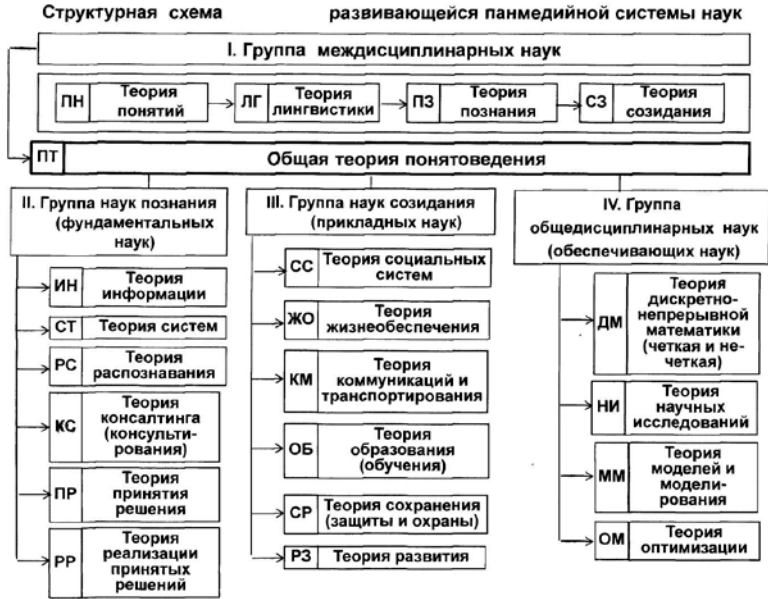 Структурная схема развивающейся панмедийной системы наук
I. Группа междисциплинарных наук
ПН
Теория
понятий
ЛГ
Теория
лингвистики
ПЗ
Теория
познания
СЗ
Теория
созидания
ПТ
Общая теория понятоведения
II. Группа наук познания
(фундаментальных
наук)
ИН
Теория
информации
СТ
Теория систем
РС
Теория
распознавания
КС
Теория
консалтинга
(консульти-
рования)
ПР
Теория
принятия
решения
РР
Теория
реализации
принятых
решений
III. Группа наук созидания
(прикладных наук)
СС
Теория социальных
систем
ЖО
Теория
жизнеобеспечения
КМ
Теория
коммуникаций и
транспортирования
ОБ
Теория
образования
(обучения)
СР
Теория сохранения
(защиты и охраны)
РЗ
Теория развития
IV. Группа
общедисциплинарных наук
(обеспечивающих наук)
ДМ
Теория
дискретно-
непрерывной
математики
(четкая и не-
четкая)
НИ
Теория
научных
исследований
ММ
Теория
моделей и
модели-
рования
ОМ
Теория
оптимизации